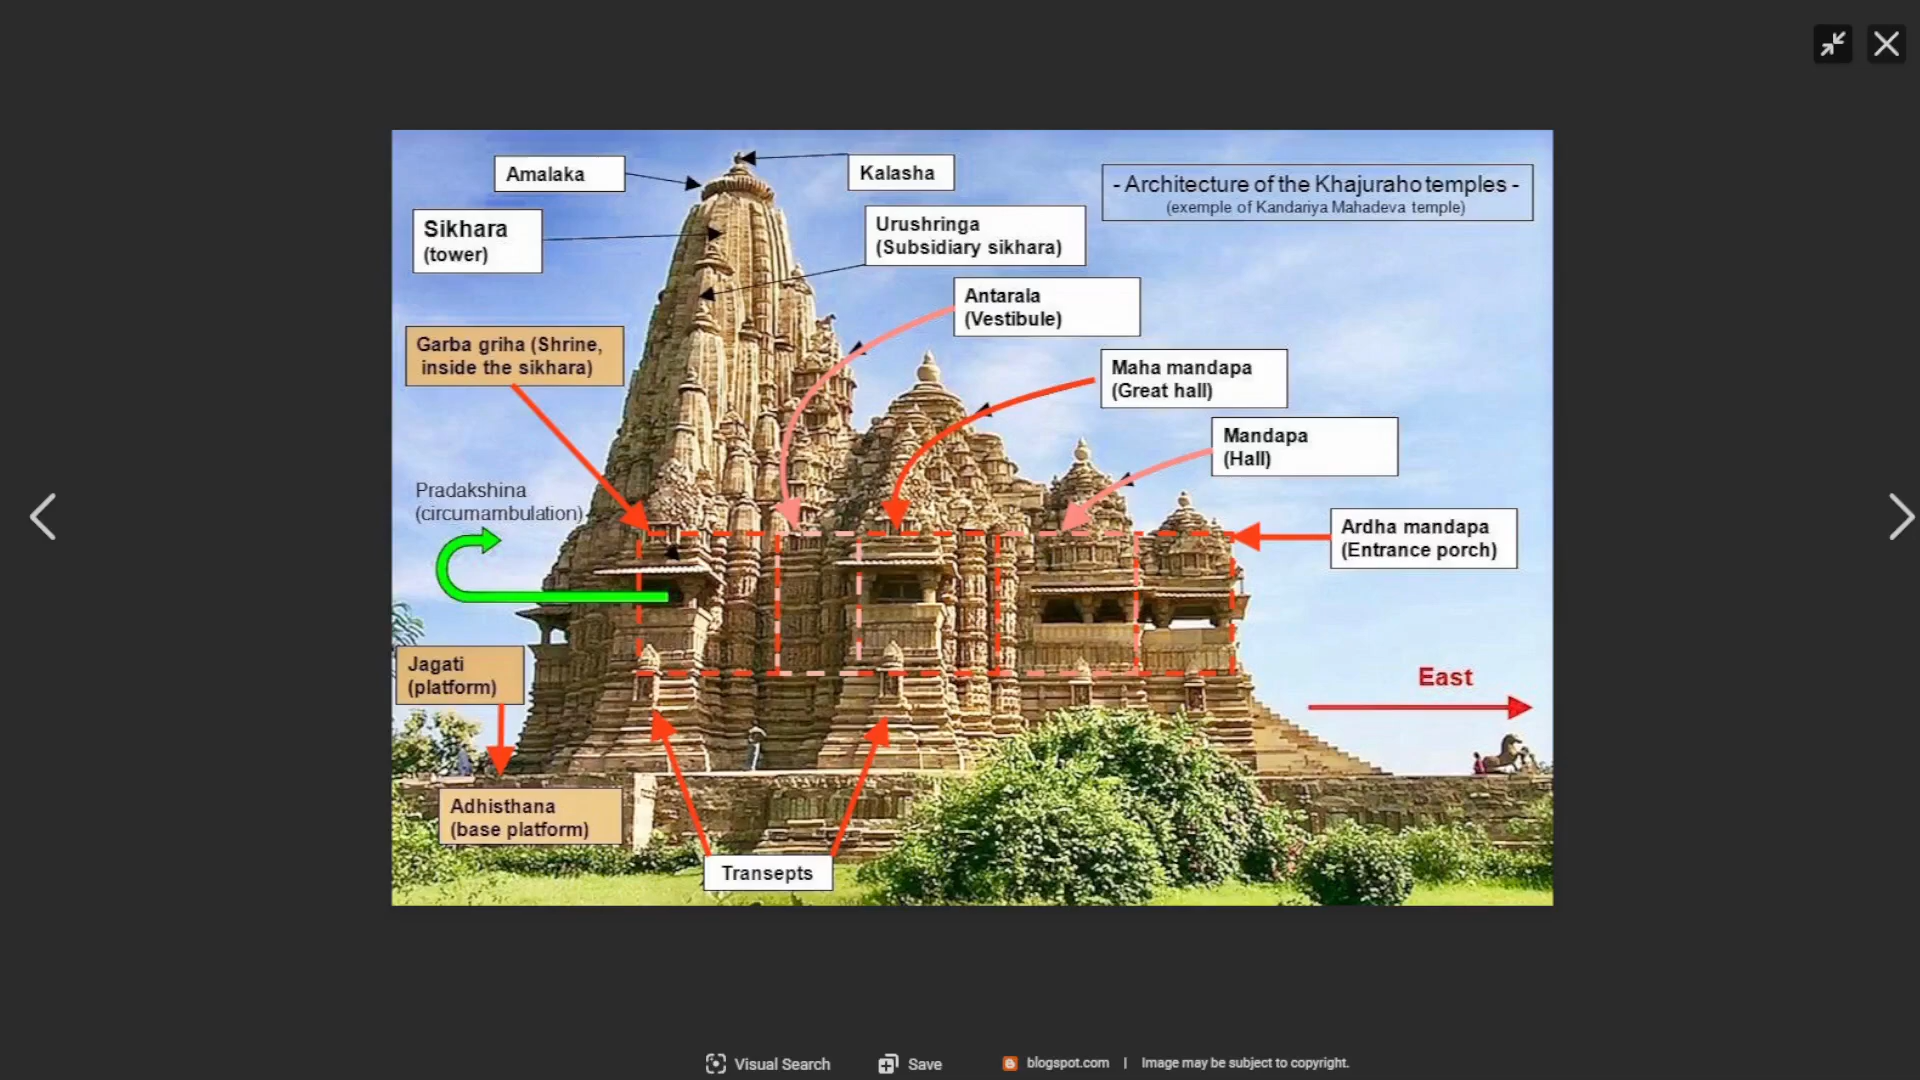 Amalaka
Kalasha
- Architecture of the Khajuraho temples -
(exemple of Kandariya Mahadeva temple)
Sikhara
(tower)
Urushringa
(Subsidiary sikhara)
Antarala
(Vestibule)
Garba griha (Shrine,
inside the sikhara)
Maha mandapa
(Great hall)
Mandapa
(Hall)
Pradakshina
(circumambulation)
Ardha mandapa
(Entrance porch)
Jagati
(platform)
East
Adhisthana
(base platform)
Transepts
Visual Search
Save
blogspot.com | Image may be subject to copyright.